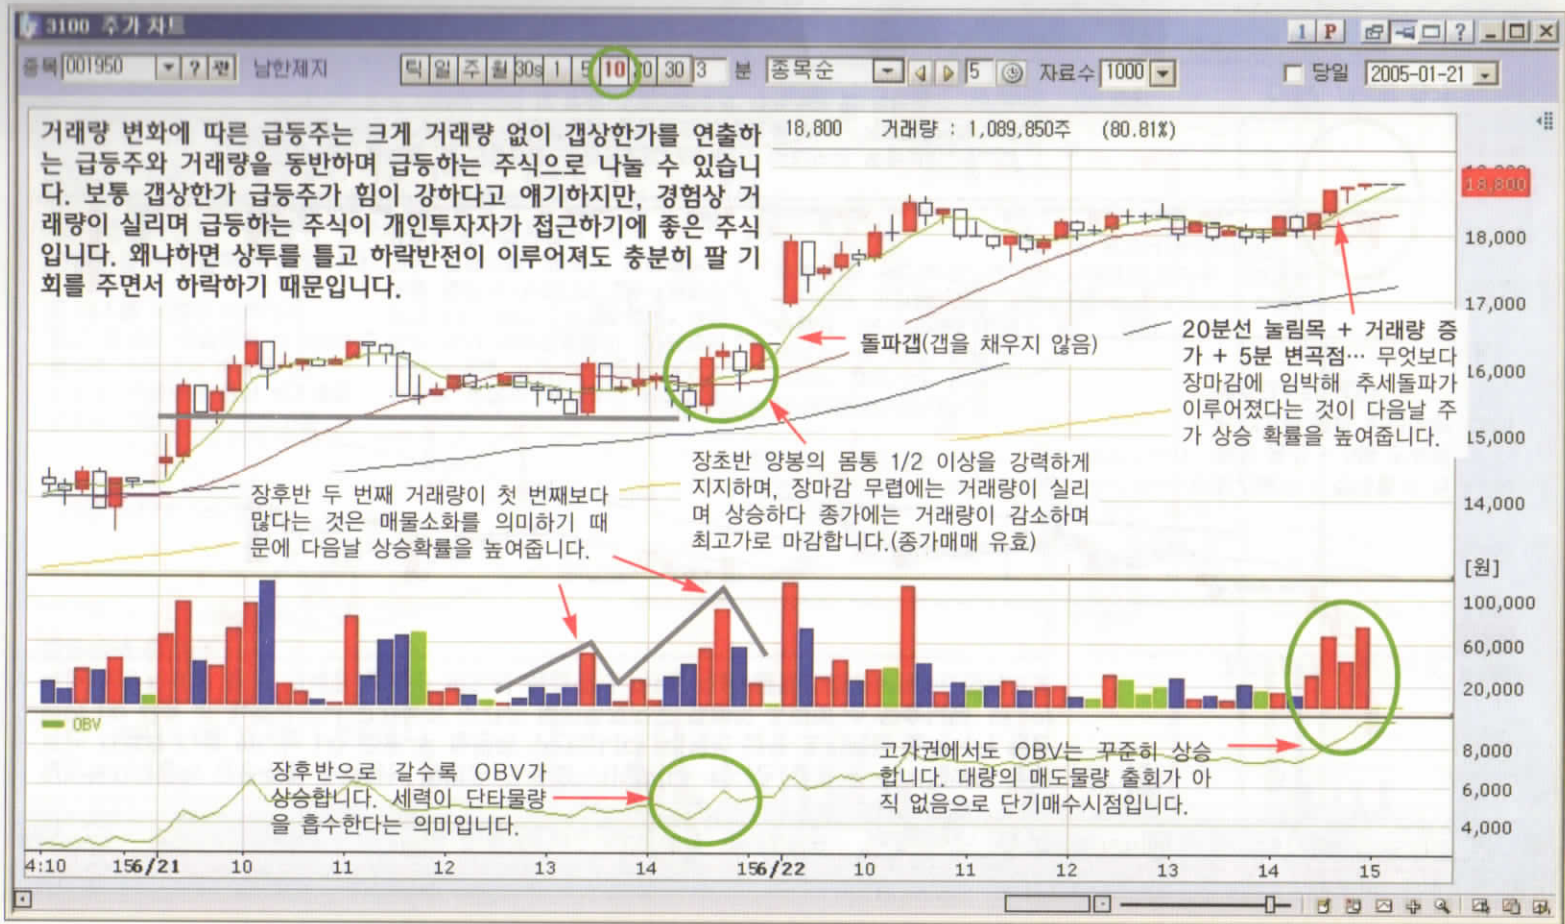 3100 주가 차트
1 P
종목 001950 ? 관 남한제지 틱 일 주 월 30s 1 5 10 20 30 3 분 종목순 5 자료수 1000 당일 2005-01-21
18,800 거래량 : 1,089,850주 (80.81%)
거래량 변화에 따른 급등주는 크게 거래량 없이 갭상한가를 연출하
는 급등주와 거래량을 동반하며 급등하는 주식으로 나눌 수 있습니
다. 보통 갭상한가 급등주가 힘이 강하다고 얘기하지만, 경험상 거
래량이 실리며 급등하는 주식이 개인투자자가 접근하기에 좋은 주식
입니다. 왜냐하면 상투를 틀고 하락반전이 이루어져도 충분히 팔 기
회를 주면서 하락하기 때문입니다.
18,800
18,000
17,000
16,000
15,000
14,000
[원]
돌파갭(갭을 채우지 않음)
20분선 눌림목 + 거래량 증
가 + 5분 변곡점… 무엇보다
장마감에 임박해 추세돌파가
이루어졌다는 것이 다음날 주
가 상승 확률을 높여줍니다.
장초반 양봉의 몸통 1/2 이상을 강력하게
지지하며, 장마감 무렵에는 거래량이 실리
며 상승하다 종가에는 거래량이 감소하며
최고가로 마감합니다.(종가매매 유효)
장후반 두 번째 거래량이 첫 번째보다
많다는 것은 매물소화를 의미하기 때
문에 다음날 상승확률을 높여줍니다.
100,000
60,000
20,000
OBV
장후반으로 갈수록 OBV가
상승합니다. 세력이 단타물량
을 흡수한다는 의미입니다.
고가권에서도 OBV는 꾸준히 상승
합니다. 대량의 매도물량 출회가 아
직 없음으로 단기매수시점입니다.
8,000
6,000
4,000
4:10 15 6/21 10 11 12 13 14 15 6/22 10 11 12 13 14 15